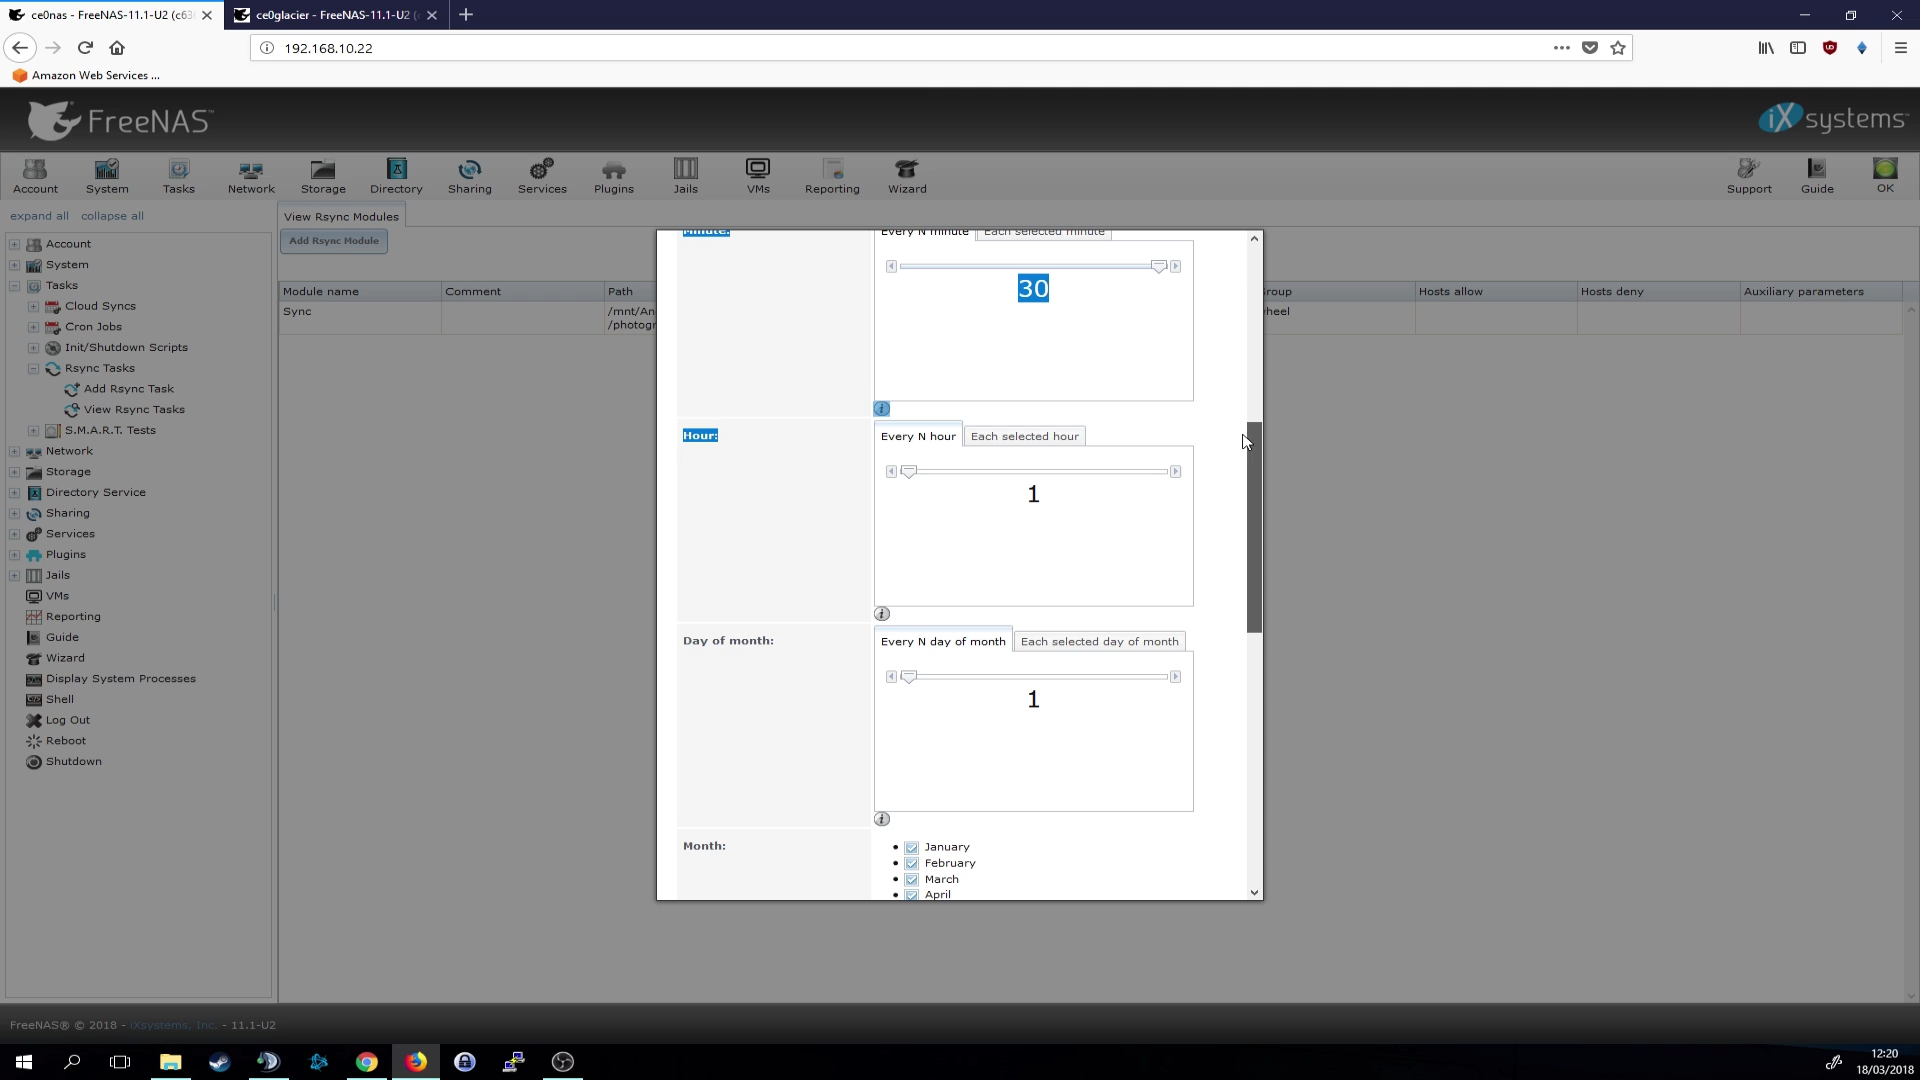 ce0nas - FreeNAS-11.1-U2 (c63
ce0glacier - FreeNAS-11.1-U2 (
192.168.10.22
Amazon Web Services ...
FreeNAS™
iXsystems™
Account
System
Tasks
Network
Storage
Directory
Sharing
Services
Plugins
Jails
VMs
Reporting
Wizard
Support
Guide
OK
expand all collapse all
Account
System
Tasks
Cloud Syncs
Cron Jobs
Init/Shutdown Scripts
Rsync Tasks
Add Rsync Task
View Rsync Tasks
S.M.A.R.T. Tests
Network
Storage
Directory Service
Sharing
Services
Plugins
Jails
VMs
Reporting
Guide
Wizard
Display System Processes
Shell
Log Out
Reboot
Shutdown
View Rsync Modules
Add Rsync Module
Module name
Comment
Path
Group
Hosts allow
Hosts deny
Auxiliary parameters
Sync
/mnt/An
/photogr
wheel
Minute:
Every N minute
Each selected minute
30
Hour:
Every N hour
Each selected hour
1
Day of month:
Every N day of month
Each selected day of month
1
Month:
January
February
March
April
FreeNAS® © 2018 - iXsystems, Inc. - 11.1-U2
12:20
18/03/2018